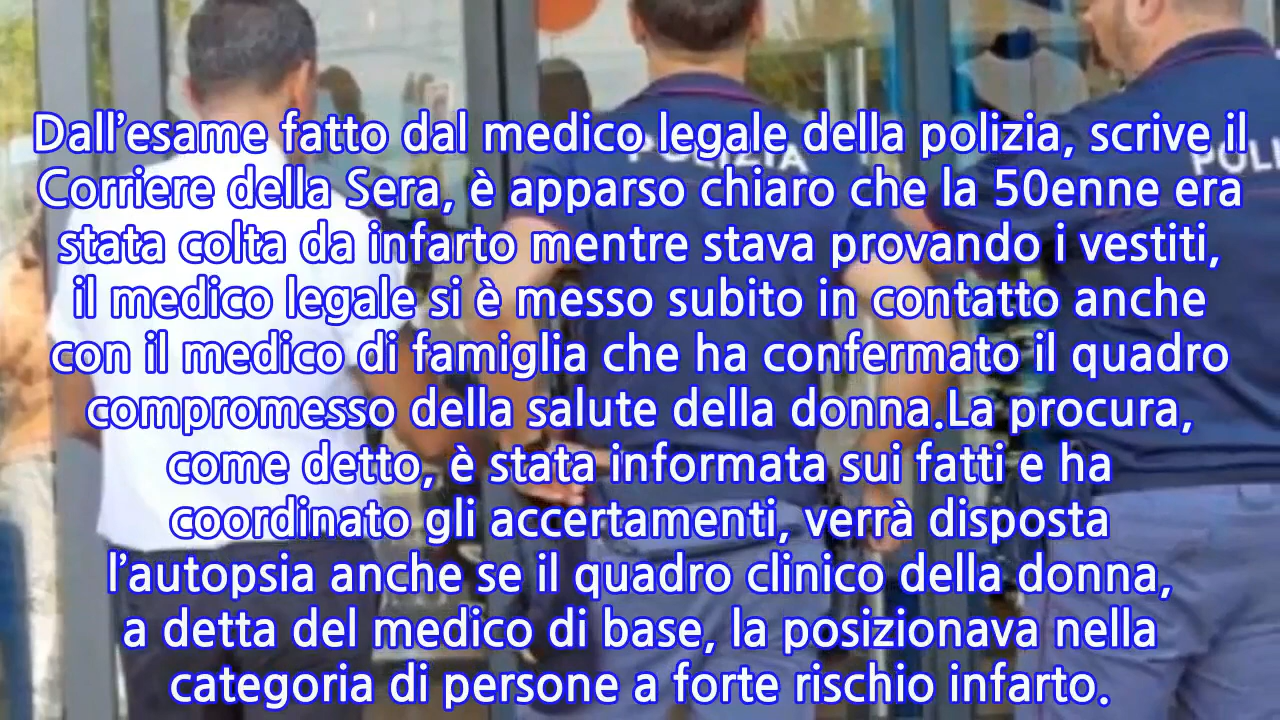 Dall’esame fatto dal medico legale della polizia, scrive il
Corriere della Sera, è apparso chiaro che la 50enne era
stata colta da infarto mentre stava provando i vestiti,
il medico legale si è messo subito in contatto anche
con il medico di famiglia che ha confermato il quadro
compromesso della salute della donna.La procura,
come detto, è stata informata sui fatti e ha
coordinato gli accertamenti, verrà disposta
l’autopsia anche se il quadro clinico della donna,
a detta del medico di base, la posizionava nella
categoria di persone a forte rischio infarto.
POLIZIA
POLI